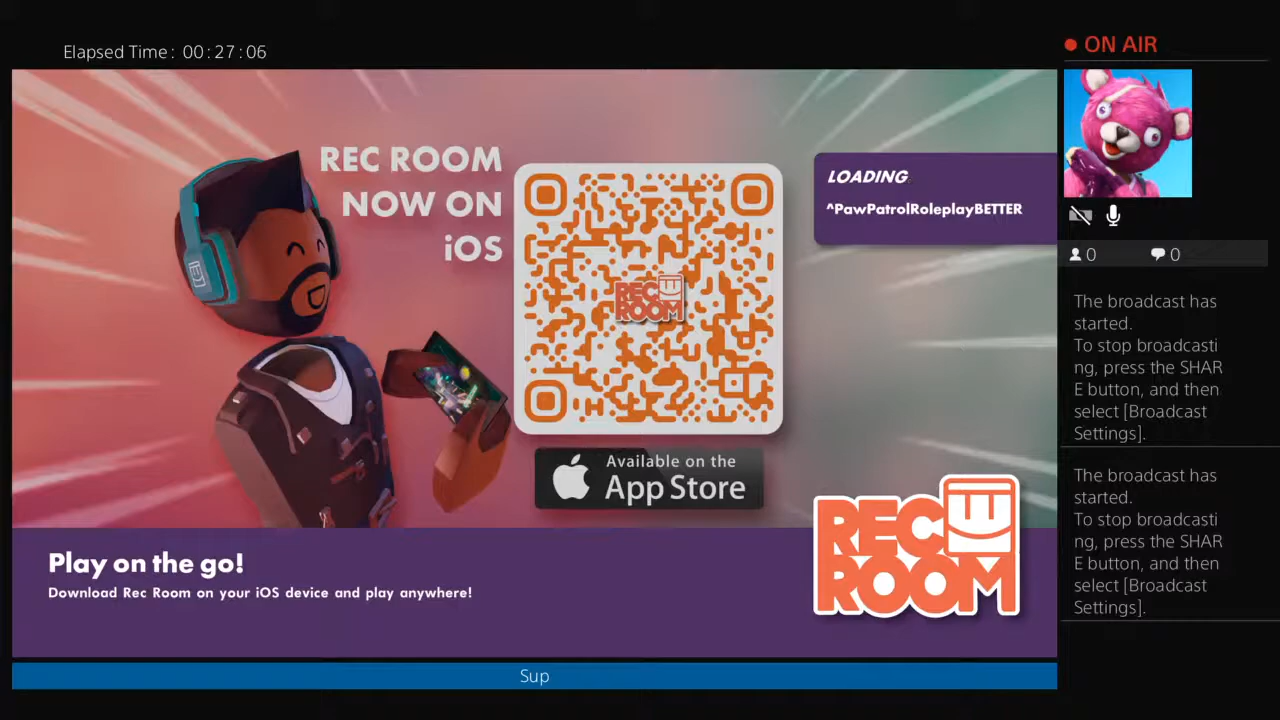 Elapsed Time: 00:27:06
ON AIR
REC ROOM
NOW ON
iOS
REC
ROOM
LOADING
^PawPatrolRoleplayBETTER
0
0
The broadcast has
started.
To stop broadcasti
ng, press the SHAR
E button, and then
select [Broadcast
Settings].
Available on the
App Store
The broadcast has
started.
To stop broadcasti
ng, press the SHAR
E button, and then
select [Broadcast
Settings].
REC
ROOM
Play on the go!
Download Rec Room on your iOS device and play anywhere!
Sup